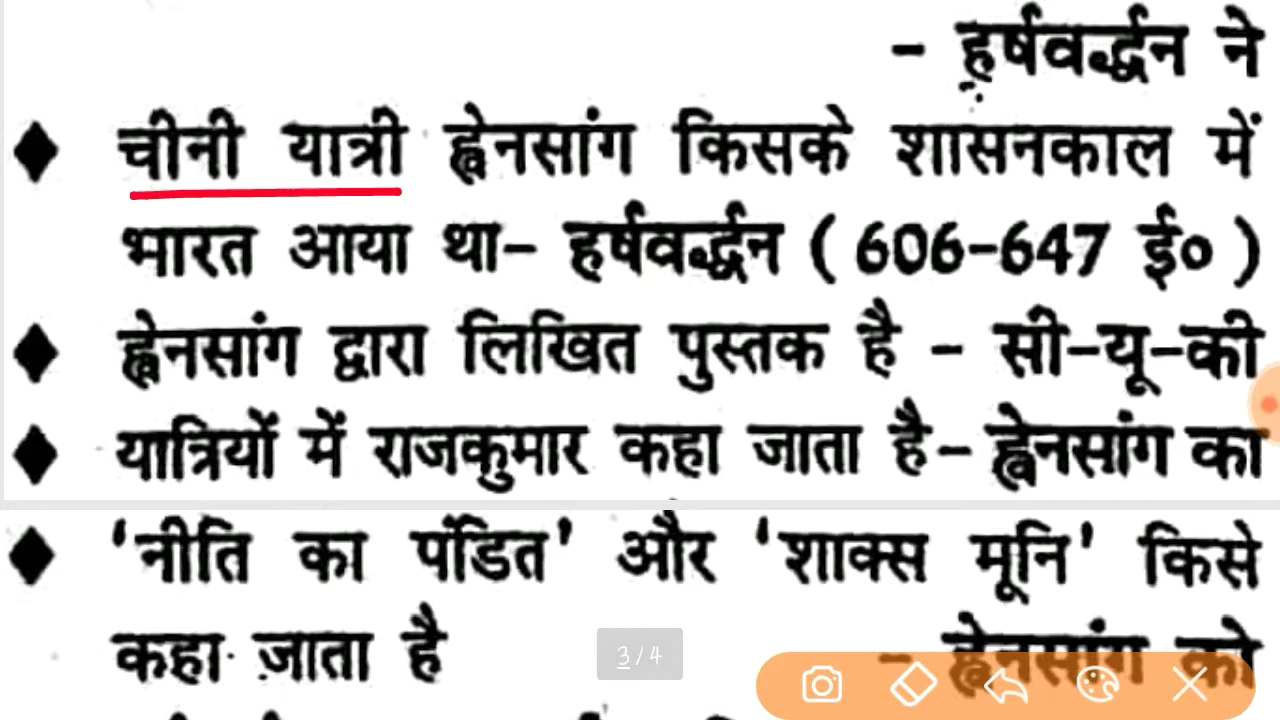 - हर्षवर्द्धन ने
♦ चीनी यात्री ह्वेनसांग किसके शासनकाल में
भारत आया था- हर्षवर्द्धन ( 606-647 ई० )
♦ ह्वेनसांग द्वारा लिखित पुस्तक है - सी-यू-की
♦ यात्रियों में राजकुमार कहा जाता है- ह्वेनसांग का
♦ 'नीति का पंडित' और 'शाक्स मूनि' किसे
कहा जाता है - ह्वेनसांग को
3 / 4